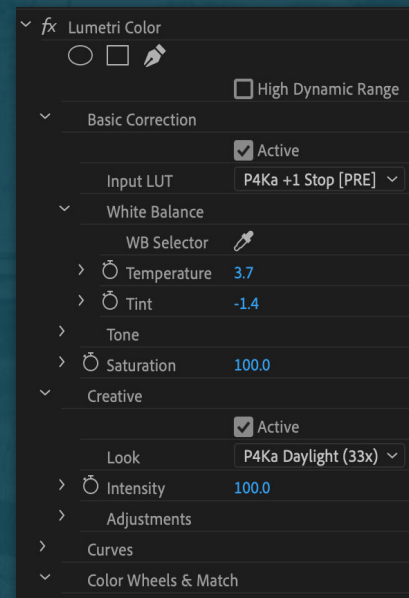 fx Lumetri Color
High Dynamic Range
Basic Correction
Active
Input LUT P4Ka +1 Stop [PRE]
White Balance
WB Selector
Temperature 3.7
Tint -1.4
Tone
Saturation 100.0
Creative
Active
Look P4Ka Daylight (33x)
Intensity 100.0
Adjustments
Curves
Color Wheels & Match